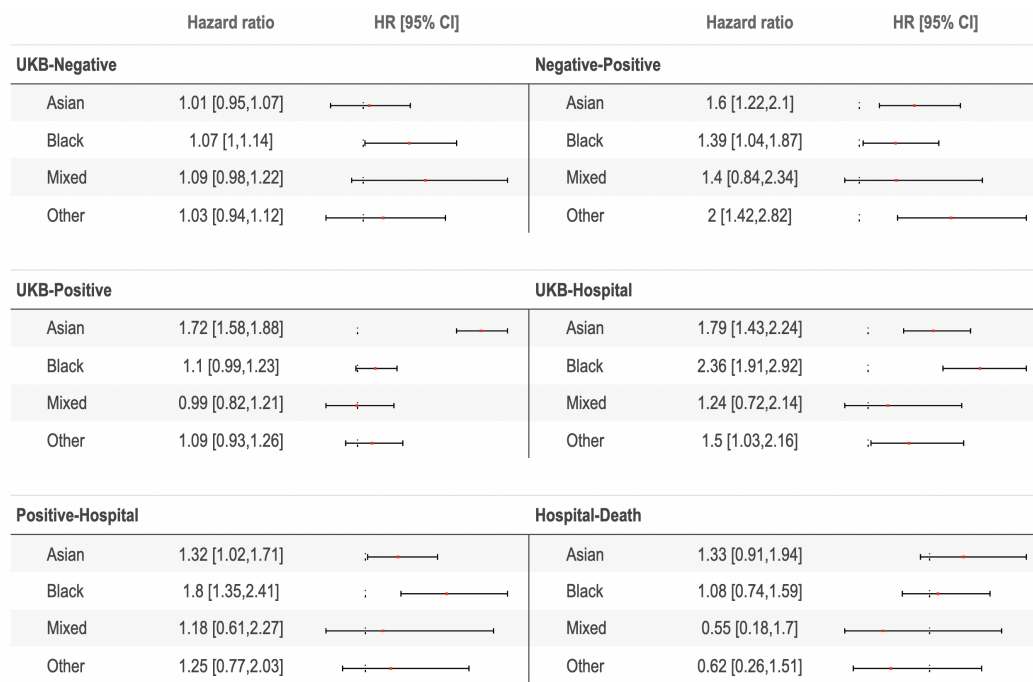 Hazard ratio HR [95% CI] Hazard ratio HR [95% CI]
UKB-Negative Negative-Positive
Asian 1.01 [0.95,1.07] Asian 1.6 [1.22,2.1]
Black 1.07 [1,1.14] Black 1.39 [1.04,1.87]
Mixed 1.09 [0.98,1.22] Mixed 1.4 [0.84,2.34]
Other 1.03 [0.94,1.12] Other 2 [1.42,2.82]
UKB-Positive UKB-Hospital
Asian 1.72 [1.58,1.88] Asian 1.79 [1.43,2.24]
Black 1.1 [0.99,1.23] Black 2.36 [1.91,2.92]
Mixed 0.99 [0.82,1.21] Mixed 1.24 [0.72,2.14]
Other 1.09 [0.93,1.26] Other 1.5 [1.03,2.16]
Positive-Hospital Hospital-Death
Asian 1.32 [1.02,1.71] Asian 1.33 [0.91,1.94]
Black 1.8 [1.35,2.41] Black 1.08 [0.74,1.59]
Mixed 1.18 [0.61,2.27] Mixed 0.55 [0.18,1.7]
Other 1.25 [0.77,2.03] Other 0.62 [0.26,1.51]